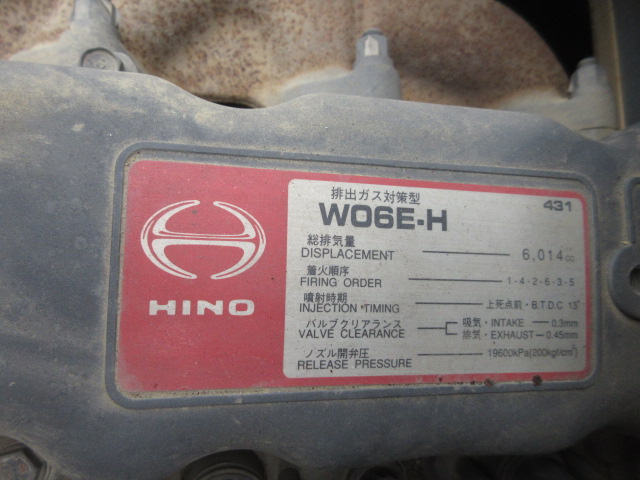 排出ガス対策型
431
W06E-H
総排気量
DISPLACEMENT 6,014cc
着火順序
FIRING ORDER 1-4-2-6-3-5
噴射時期
INJECTION TIMING 上死点前・B.T.D.C 13°
バルブクリアランス 吸気・INTAKE 0.3mm
VALVE CLEARANCE 排気・EXHAUST 0.45mm
ノズル開弁圧
RELEASE PRESSURE 19600kPa(200kgf/cm²)
HINO